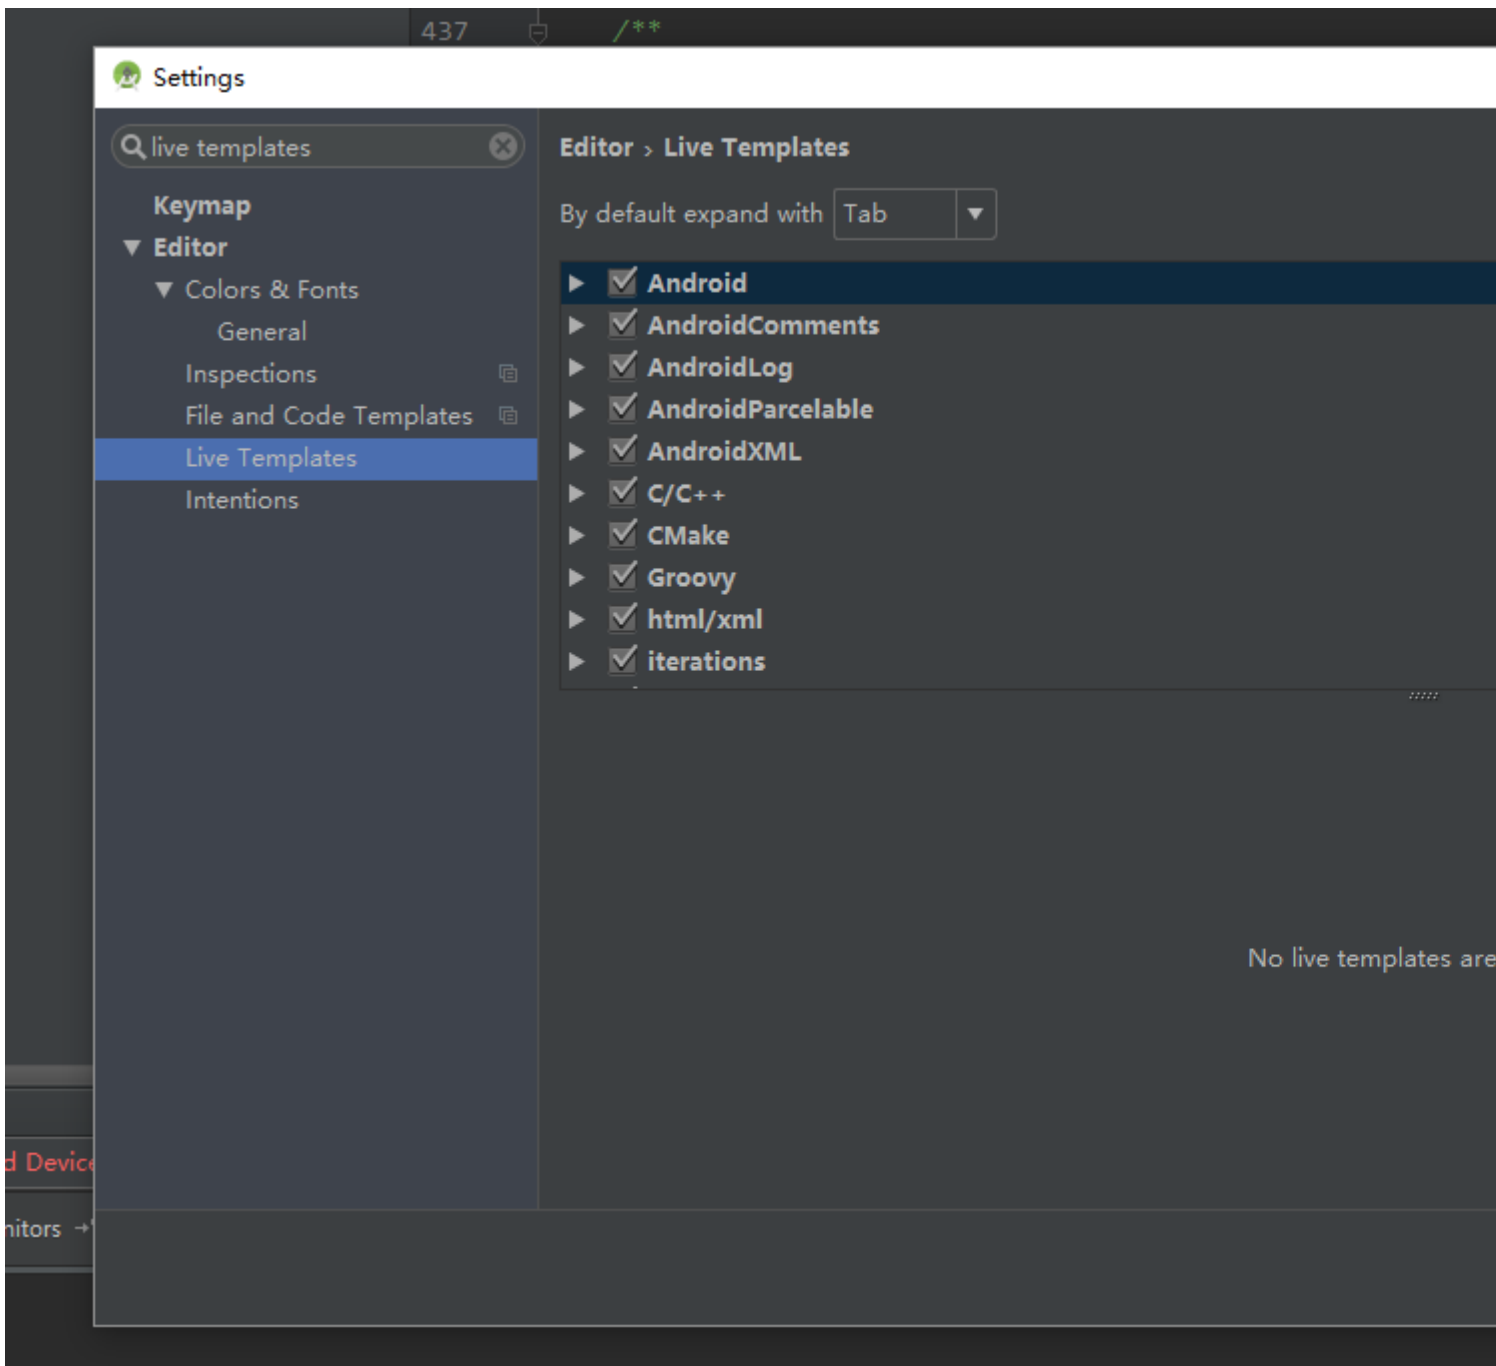 437 /**
Settings
live templates
Keymap
Editor
Colors & Fonts
General
Inspections
File and Code Templates
Live Templates
Intentions
Editor › Live Templates
By default expand with Tab
Android
AndroidComments
AndroidLog
AndroidParcelable
AndroidXML
C/C++
CMake
Groovy
html/xml
iterations
No live templates are
d Device
nitors →"